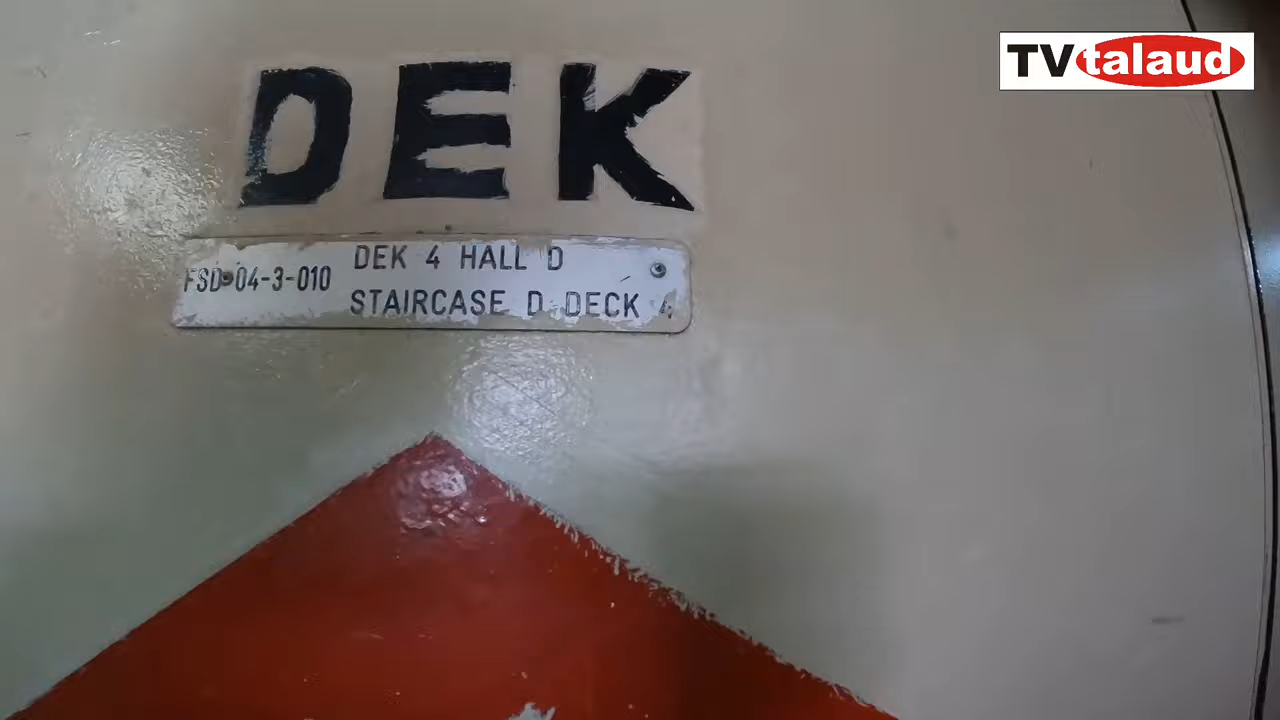 TVtalaud
DEK
FSD-04-3-010
DEK 4 HALL D
STAIRCASE D DECK 4